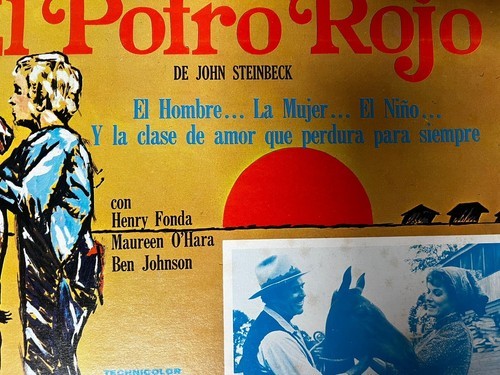 El Potro Rojo
DE JOHN STEINBECK
El Hombre... La Mujer... El Niño...
Y la clase de amor que perdura para siempre
con
Henry Fonda
Maureen O'Hara
Ben Johnson
TECHNICOLOR